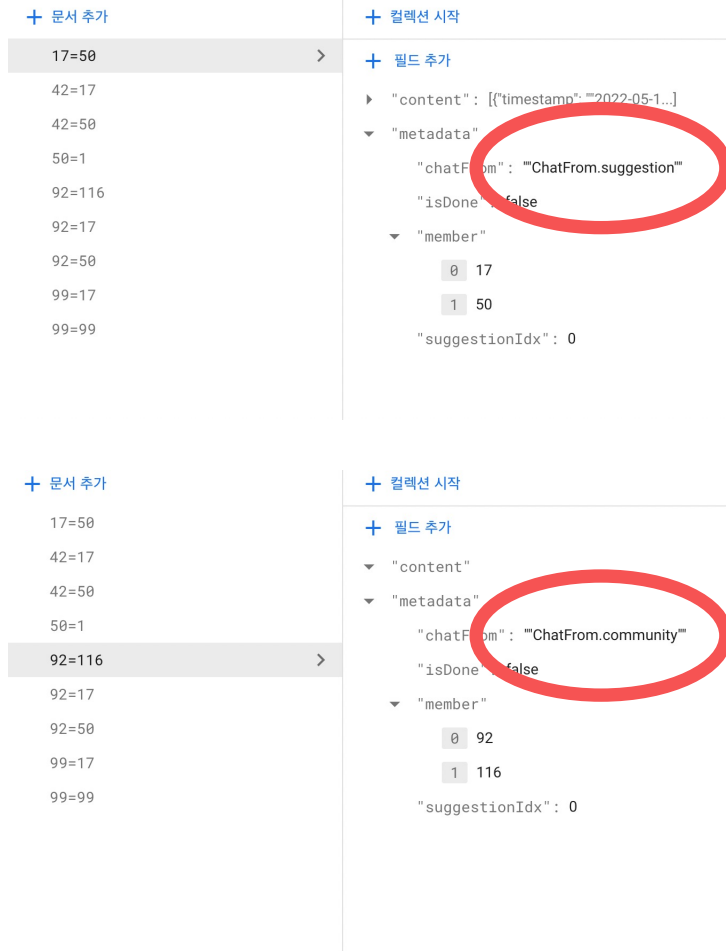 문서 추가
17=50
42=17
42=50
50=1
92=116
92=17
92=50
99=17
99=99
컬렉션 시작
필드 추가
"content" : [{"timestamp": ""2022-05-1...]
"metadata"
"chatF om" : ""ChatFrom.suggestion""
"isDone" false
"member"
0 17
1 50
"suggestionIdx" : 0
문서 추가
17=50
42=17
42=50
50=1
92=116
92=17
92=50
99=17
99=99
컬렉션 시작
필드 추가
"content"
"metadata"
"chatF om" : ""ChatFrom.community""
"isDone" false
"member"
0 92
1 116
"suggestionIdx" : 0